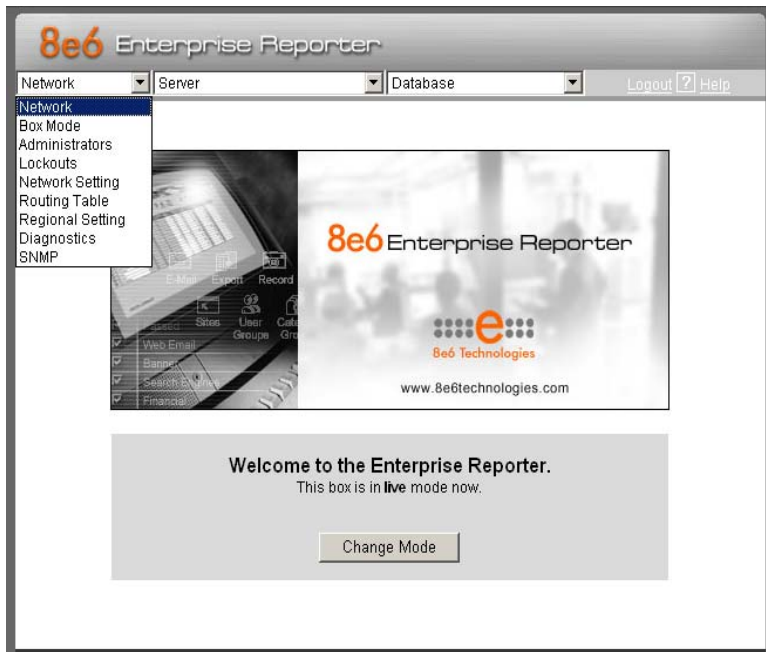 8e6 Enterprise Reporter
Network Server Database Logout ? Help
Network
Box Mode
Administrators
Lockouts
Network Setting
Routing Table
Regional Setting
Diagnostics
SNMP
E-Mail Export Record
Sites User Groups
Web Email
Banner
Search Engines
Financial
8e6 Enterprise Reporter
e
8e6 Technologies
www.8e6technologies.com
Welcome to the Enterprise Reporter.
This box is in live mode now.
Change Mode